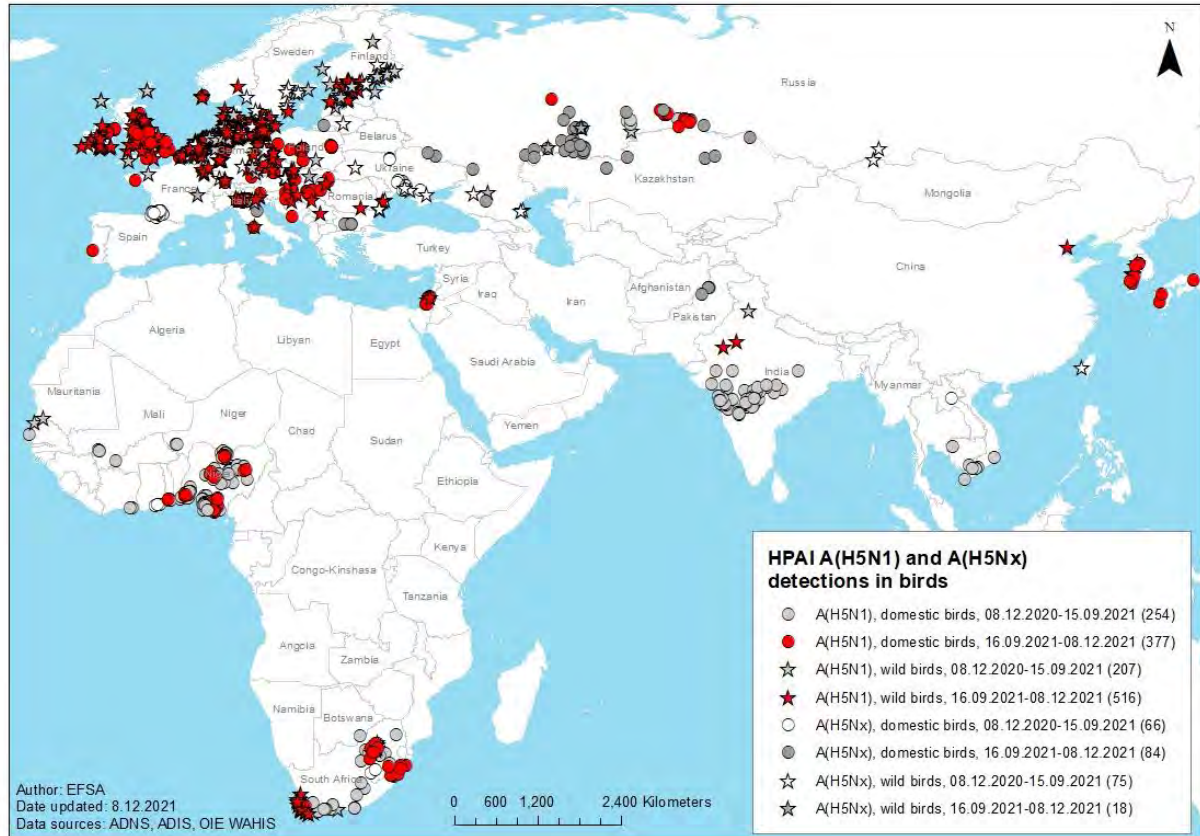 N
Sweden
Finland
Russia
Belarus
Poland
Germany
Ukraine
Kazakhstan
Mongolia
France
Romania
Italy
Spain
Turkey
China
Syria
Afghanistan
Iraq
Iran
Pakistan
Algeria
Libyan
Egypt
Saudi Arabia
India
Myanmar
Mauritania
Mali
Niger
Chad
Sudan
Yemen
Ethiopia
Kenya
Congo-Kinshasa
Tanzania
Angola
Zambia
Namibia
Botswana
South Africa
HPAI A(H5N1) and A(H5Nx)
detections in birds
A(H5N1), domestic birds, 08.12.2020-15.09.2021 (254)
A(H5N1), domestic birds, 16.09.2021-08.12.2021 (377)
A(H5N1), wild birds, 08.12.2020-15.09.2021 (207)
A(H5N1), wild birds, 16.09.2021-08.12.2021 (516)
A(H5Nx), domestic birds, 08.12.2020-15.09.2021 (66)
A(H5Nx), domestic birds, 16.09.2021-08.12.2021 (84)
A(H5Nx), wild birds, 08.12.2020-15.09.2021 (75)
A(H5Nx), wild birds, 16.09.2021-08.12.2021 (18)
Author: EFSA
Date updated: 8.12.2021
Data sources: ADNS, ADIS, OIE WAHIS
0 600 1,200 2,400 Kilometers